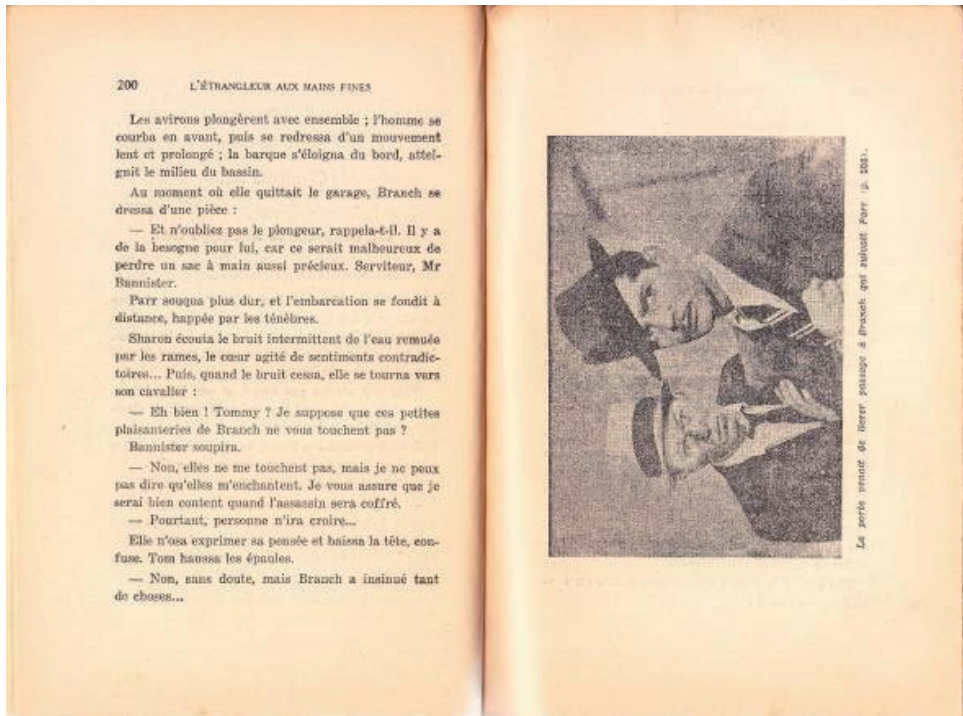 200
L'ÉTRANGLEUR AUX MAINS FINES
Les avirons plongèrent avec ensemble ; l'homme se
courba en avant, puis se redressa d'un mouvement
lent et prolongé ; la barque s'éloigna du bord, attei-
gnit le milieu du bassin.
Au moment où elle quittait le garage, Branch se
dressa d'une pièce :
— Et n'oubliez pas le plongeur, rappela-t-il. Il y a
de la besogne pour lui, car ce serait malheureux de
perdre un sac à main aussi précieux. Serviteur, Mr
Bannister.
Parr souqua plus dur, et l'embarcation se fondit à
distance, happée par les ténèbres.
Sharon écouta le bruit intermittent de l'eau remuée
par les rames, le cœur agité de sentiments contradic-
toires... Puis, quand le bruit cessa, elle se tourna vers
son cavalier :
— Eh bien ! Tommy ? Je suppose que ces petites
plaisanteries de Branch ne vous touchent pas ?
Bannister soupira.
— Non, elles ne me touchent pas, mais je ne peux
pas dire qu'elles m'enchantent. Je vous assure que je
serai bien content quand l'assassin sera coffré.
— Pourtant, personne n'ira croire...
Elle n'osa exprimer sa pensée et baissa la tête, con-
fuse. Tom haussa les épaules.
— Non, sans doute, mais Branch a insinué tant
de choses...
La porte venait de livrer passage à Branch qui suivait Parr (p. 208).